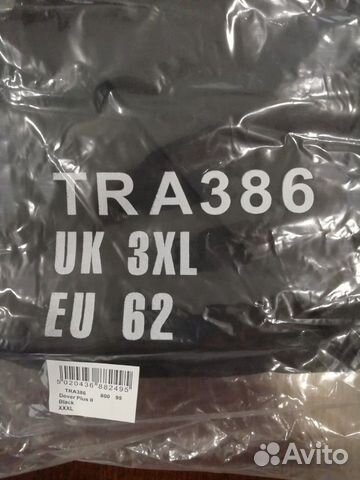 TRA386
UK 3XL
EU 62
5020436882495
TRA386
Dover Plus II 800 95
Black
XXXL
Avito